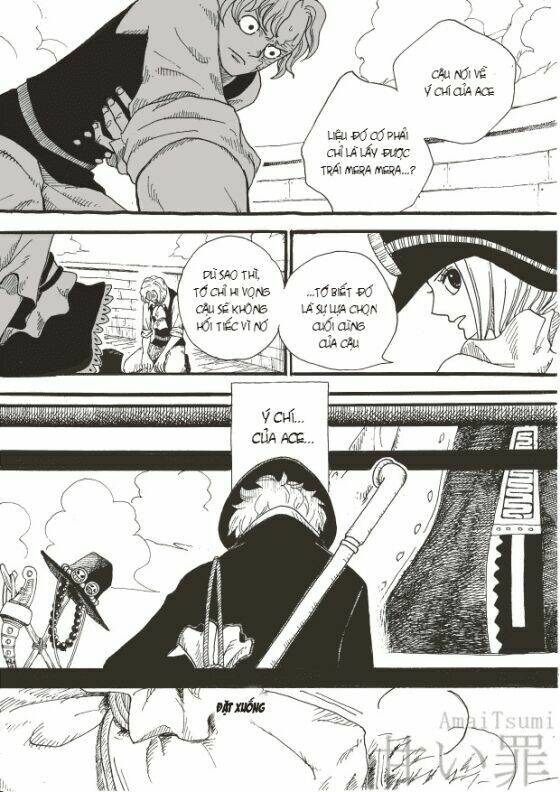 CẬU NÓI VỀ
Ý CHÍ CỦA ACE
LIỆU ĐÓ CÓ PHẢI
CHỈ LÀ LẤY ĐƯỢC
TRÁI MERA MERA...?
...TỚ BIẾT ĐÓ
LÀ SỰ LỰA CHỌN
CUỐI CÙNG
CỦA CẬU
DÙ SAO THÌ,
TỚ CHỈ HI VỌNG
CẬU SẼ KHÔNG
HỐI TIẾC VÌ NÓ
Ý CHÍ
CỦA ACE...
ĐẶT XUỐNG
AmaiTsumi
甘い罪